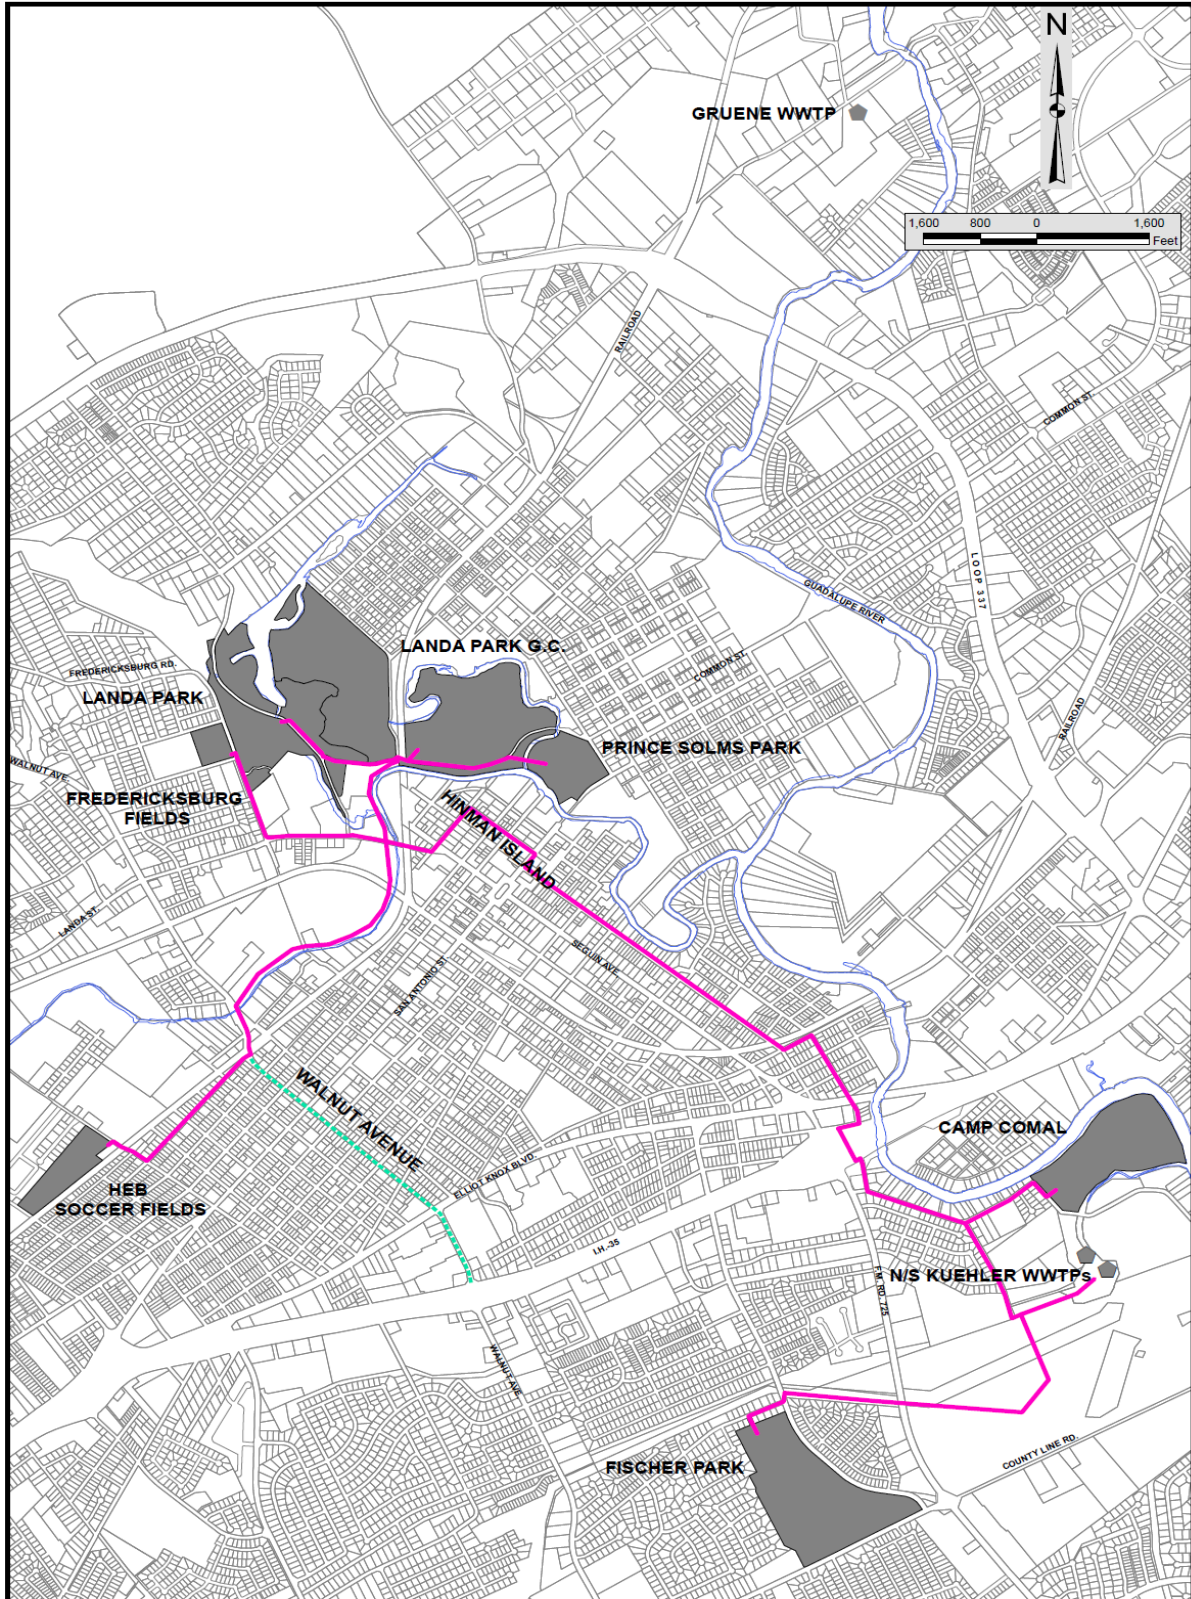 N
GRUENE WWTP
1,600 800 0 1,600
Feet
RAILROAD
COMMON ST.
LOOP 337
GUADALUPE RIVER
LANDA PARK G.C.
COMMON ST.
FREDERICKSBURG RD.
LANDA PARK
RAILROAD
PRINCE SOLMS PARK
WALNUT AVE
FREDERICKSBURG
FIELDS
HINMAN ISLAND
LANDA ST.
SEGUIN AVE.
SAN ANTONIO ST.
WALNUT AVENUE
CAMP COMAL
ELLIOT KNOX BLVD.
HEB
SOCCER FIELDS
I.H.-35
N/S KUEHLER WWTPs
F.M. RD. 725
WALNUT AVE.
COUNTY LINE RD.
FISCHER PARK